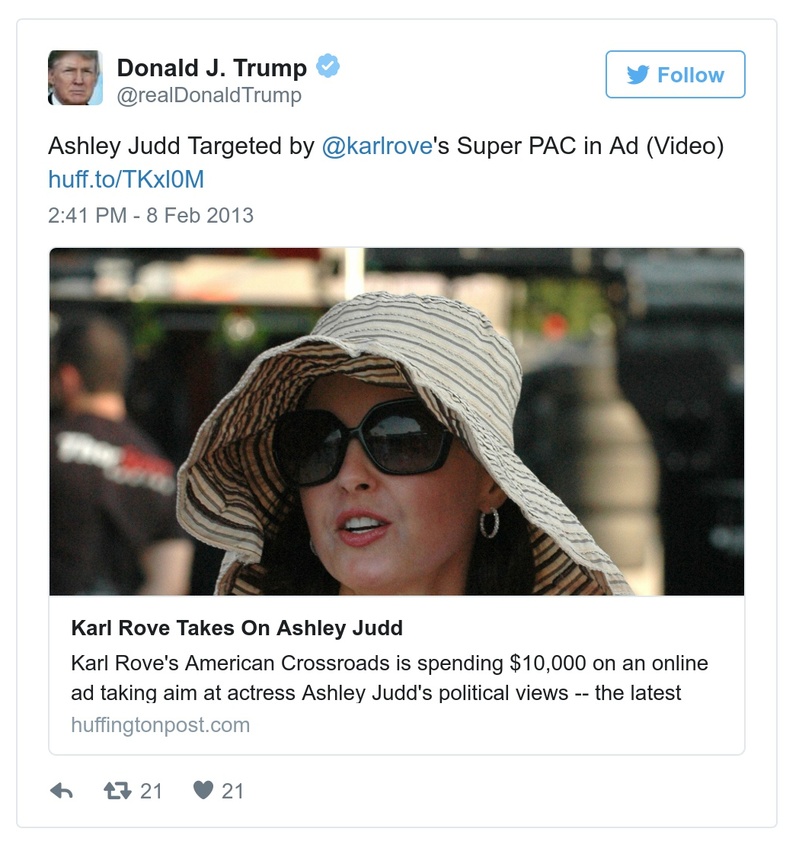 Donald J. Trump
@realDonaldTrump
Follow
Ashley Judd Targeted by @karlrove's Super PAC in Ad (Video)
huff.to/TKxl0M
2:41 PM - 8 Feb 2013
Karl Rove Takes On Ashley Judd
Karl Rove's American Crossroads is spending $10,000 on an online
ad taking aim at actress Ashley Judd's political views -- the latest
huffingtonpost.com
21
21